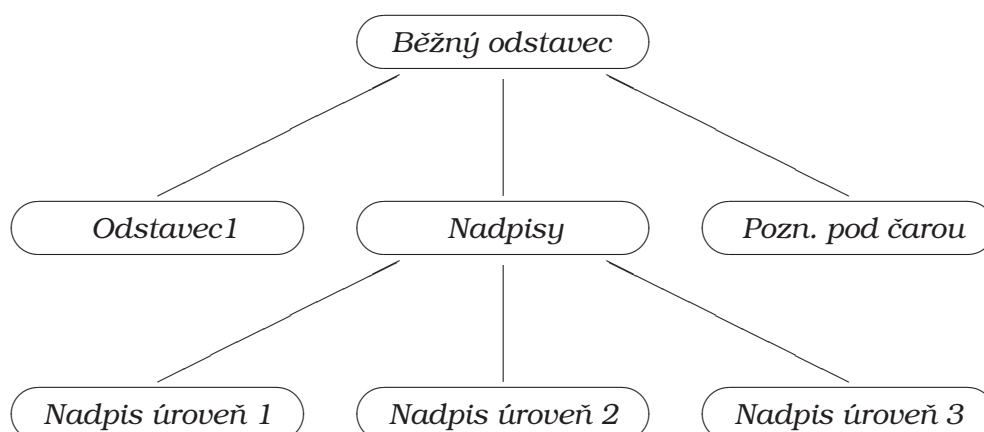 Běžný odstavec
Odstavec1
Nadpisy
Pozn. pod čarou
Nadpis úroveň 1
Nadpis úroveň 2
Nadpis úroveň 3